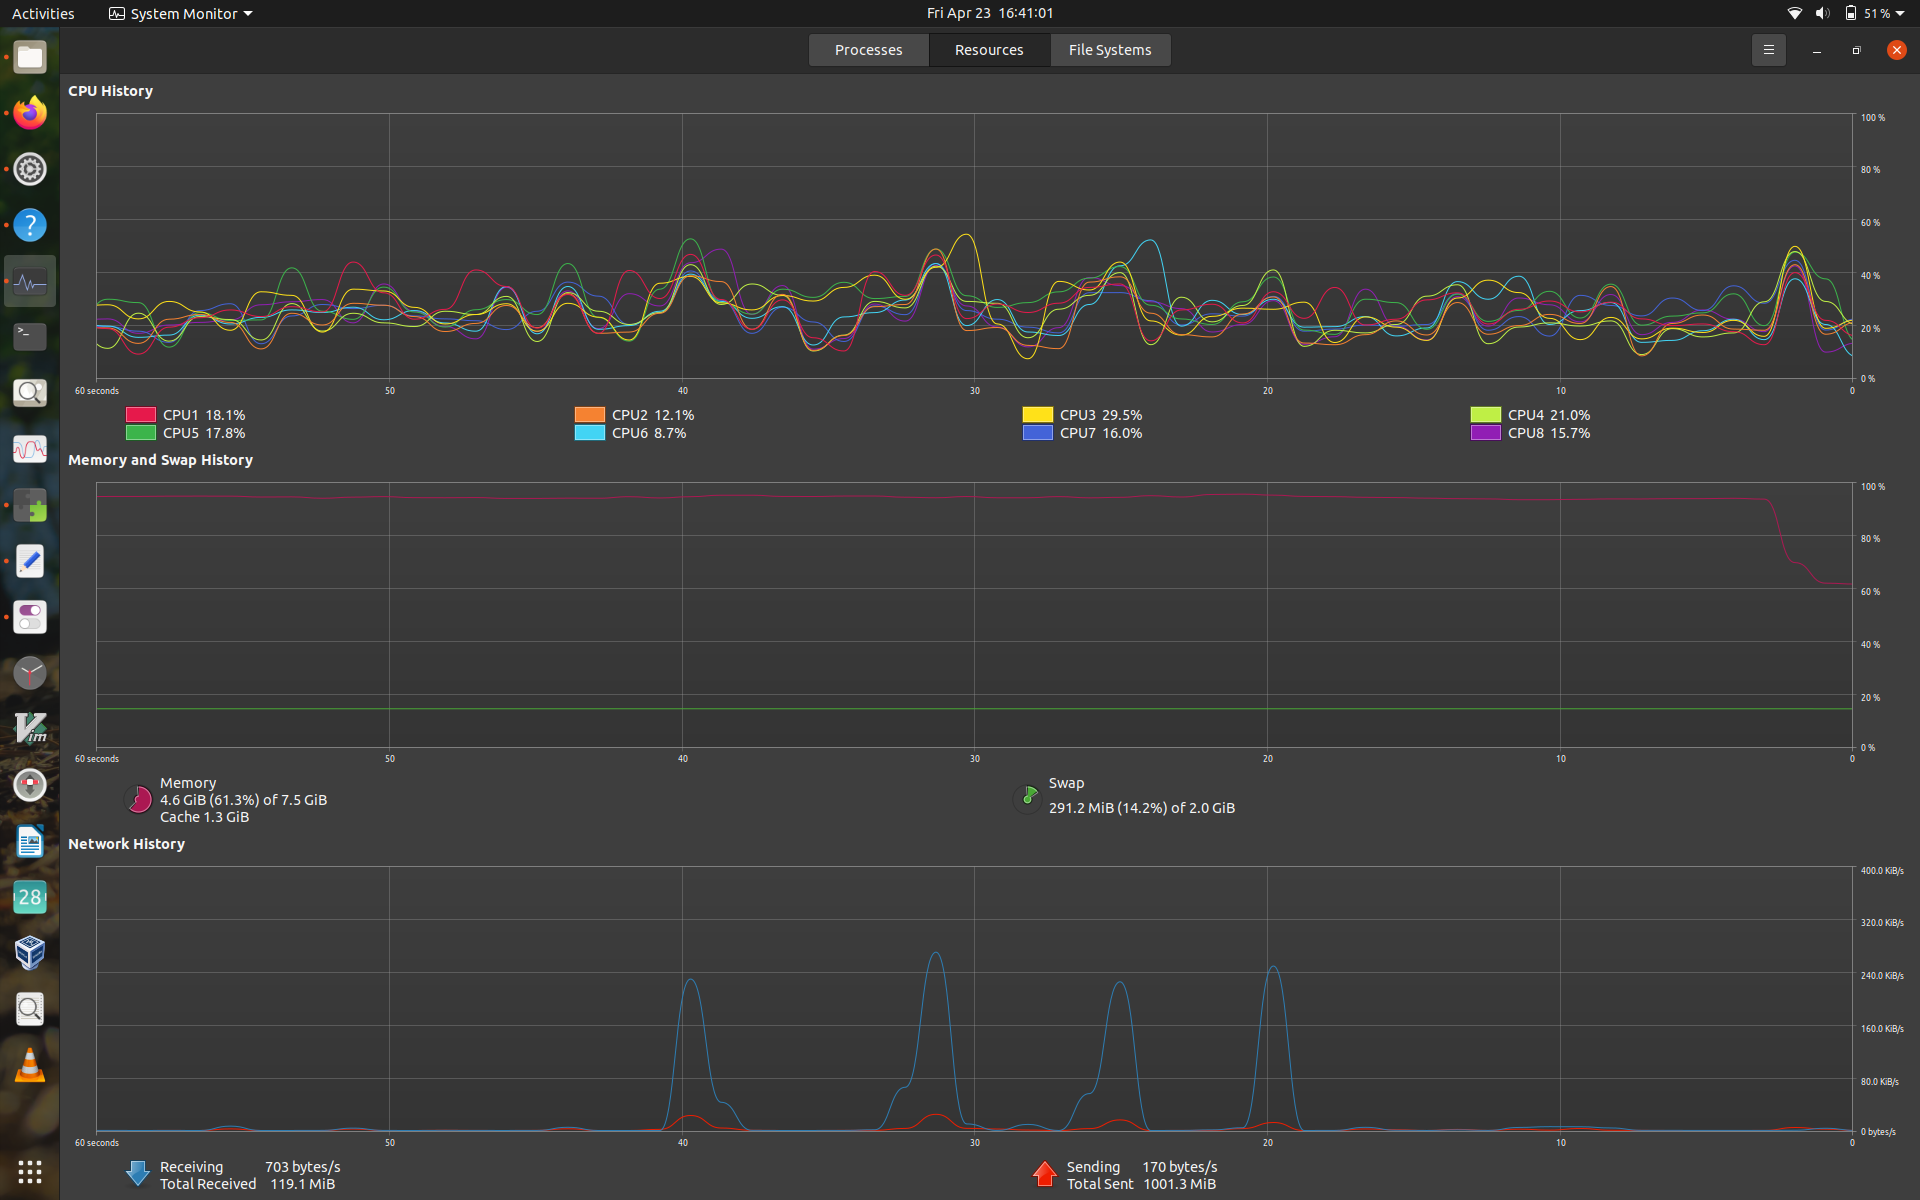 Activities
System Monitor
Fri Apr 23 16:41:01
51 %
Processes
Resources
File Systems
CPU History
100 %
80 %
60 %
40 %
20 %
0 %
60 seconds 50 40 30 20 10 0
CPU1 18.1% CPU2 12.1% CPU3 29.5% CPU4 21.0%
CPU5 17.8% CPU6 8.7% CPU7 16.0% CPU8 15.7%
Memory and Swap History
100 %
80 %
60 %
40 %
20 %
0 %
60 seconds 50 40 30 20 10 0
Memory
4.6 GiB (61.3%) of 7.5 GiB
Cache 1.3 GiB
Swap
291.2 MiB (14.2%) of 2.0 GiB
Network History
400.0 KiB/s
320.0 KiB/s
240.0 KiB/s
160.0 KiB/s
80.0 KiB/s
0 bytes/s
60 seconds 50 40 30 20 10 0
Receiving 703 bytes/s
Total Received 119.1 MiB
Sending 170 bytes/s
Total Sent 1001.3 MiB
?
>_
Vim
28